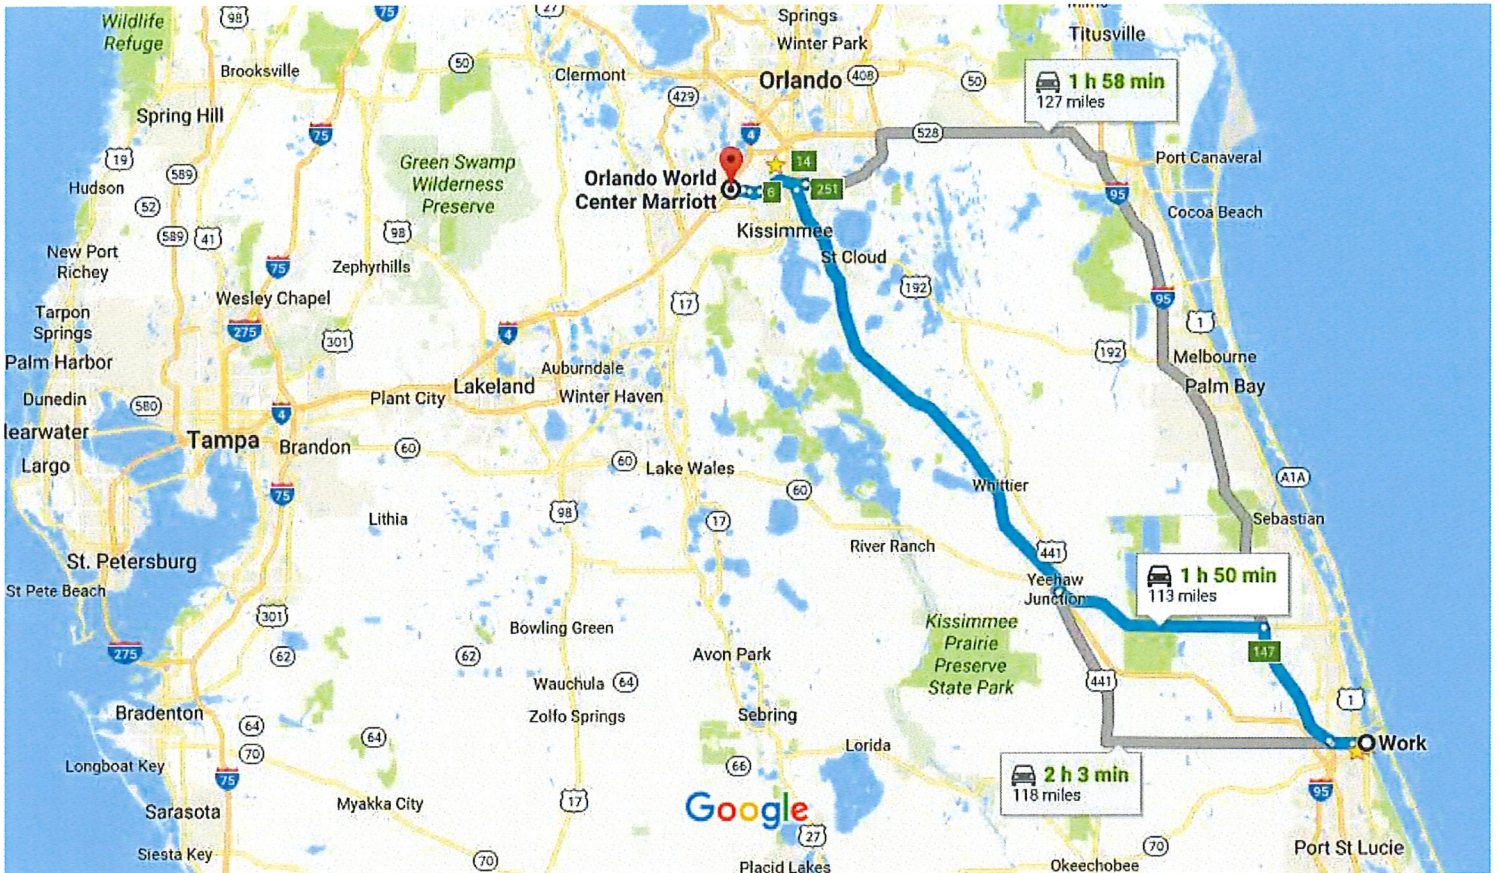 Wildlife
Refuge
98
75
27
Springs
Winter Park
Titusville
Brooksville
50
Clermont
Orlando
408
50
1 h 58 min
127 miles
Spring Hill
429
75
4
528
19
589
Hudson
Green Swamp
Wilderness
Preserve
Orlando World
Center Marriott
14
6
251
Port Canaveral
95
Cocoa Beach
52
589
41
98
Kissimmee
New Port
Richey
75
Zephyrhills
St Cloud
192
Wesley Chapel
17
95
Tarpon
Springs
275
301
4
1
192
Melbourne
Palm Harbor
Auburndale
Palm Bay
Lakeland
Dunedin
580
4
Plant City
Winter Haven
learwater
Tampa
Brandon
60
60
Lake Wales
Largo
75
60
Whittier
A1A
98
Lithia
17
Sebastian
River Ranch
441
St. Petersburg
1 h 50 min
113 miles
St Pete Beach
Yeehaw
Junction
301
Bowling Green
Kissimmee
Prairie
Preserve
State Park
275
62
62
Avon Park
147
Wauchula
64
441
1
Bradenton
Zolfo Springs
Sebring
64
64
Lorida
Work
70
Longboat Key
66
75
2 h 3 min
118 miles
Myakka City
17
95
Sarasota
Google
27
Siesta Key
70
Placid Lakes
Okeechobee
70
Port St Lucie